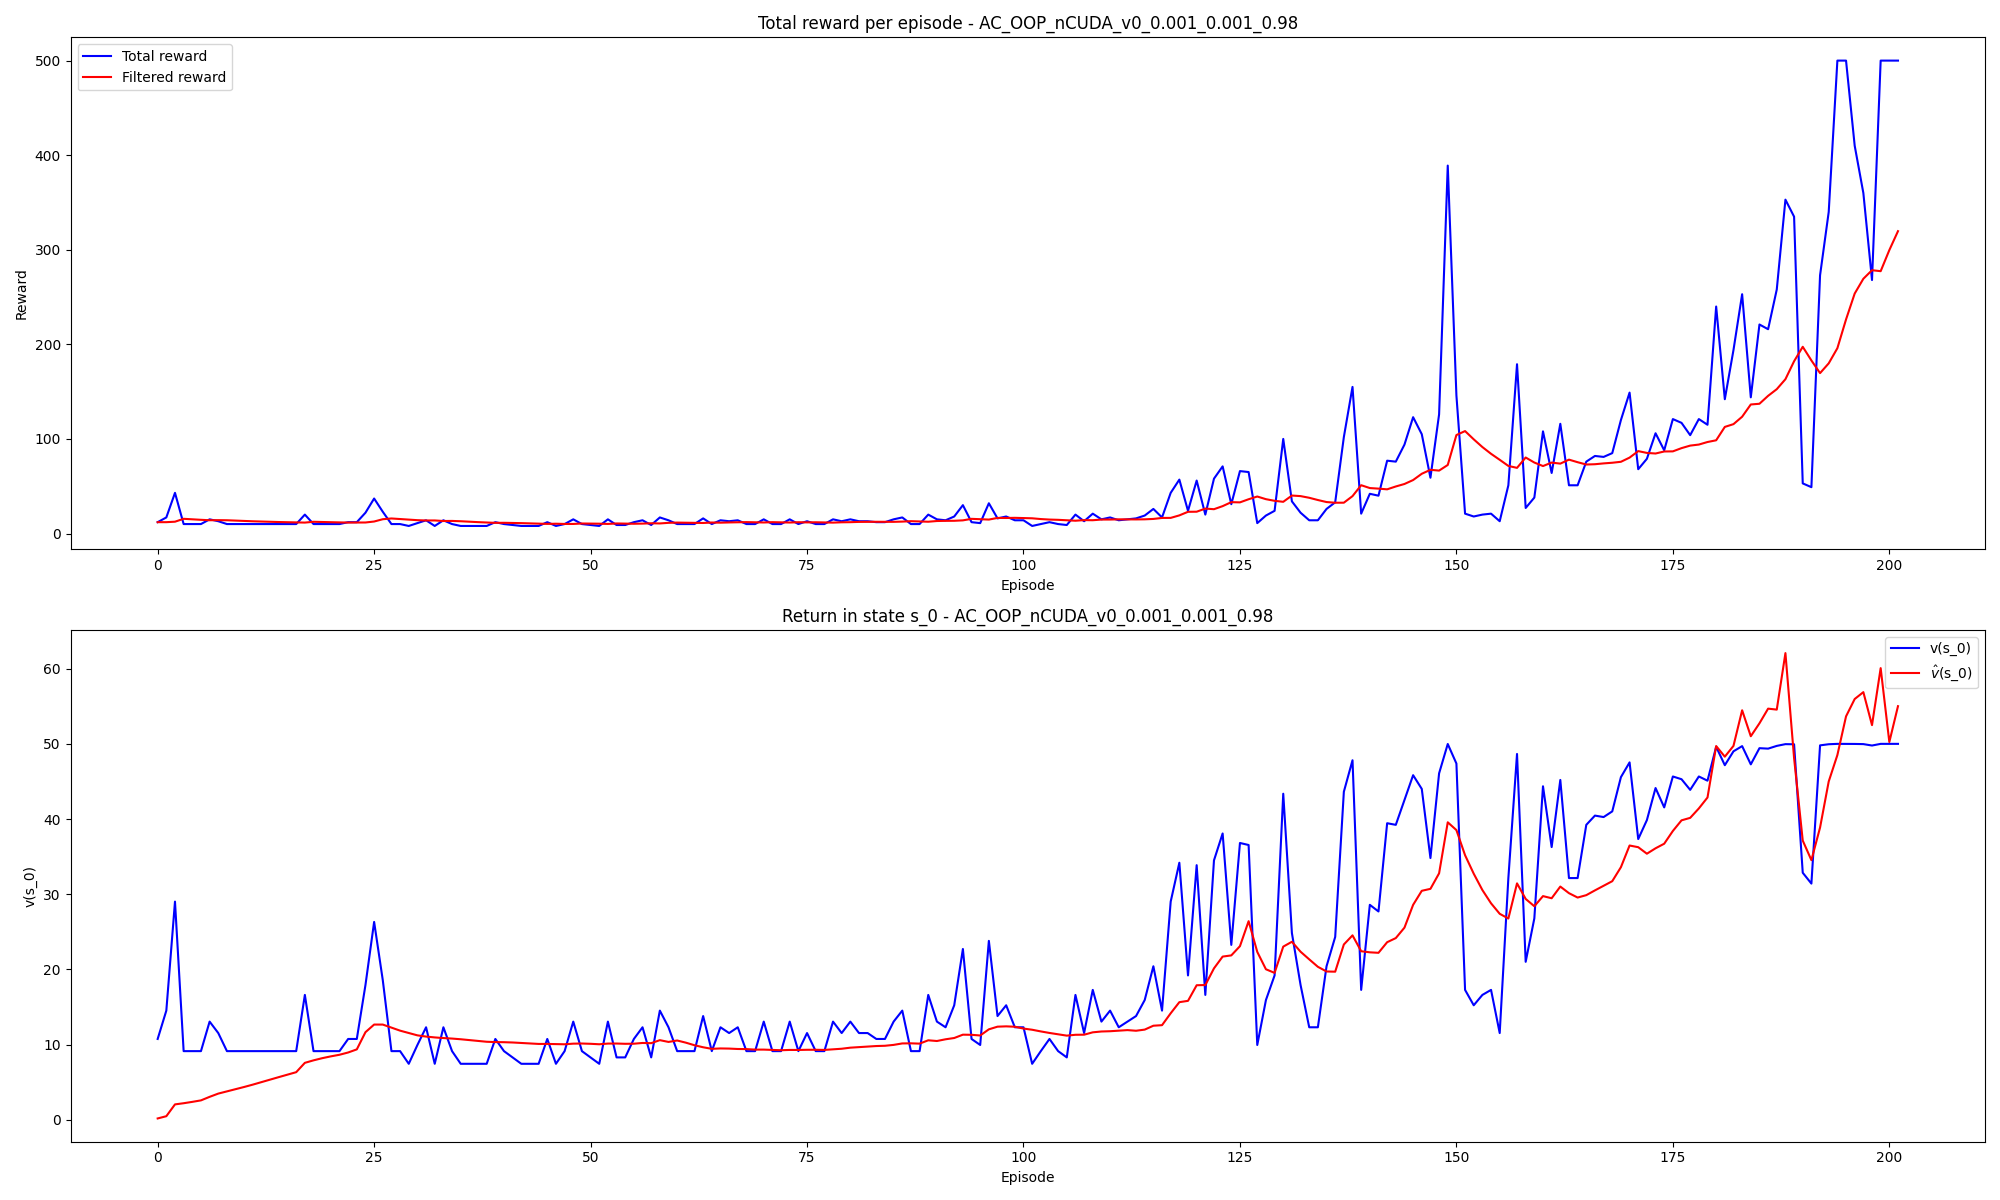 Total reward per episode - AC_OOP_nCUDA_v0_0.001_0.001_0.98
Total reward
Filtered reward
Reward
500
400
300
200
100
0
0 25 50 75 100 125 150 175 200
Episode
Return in state s_0 - AC_OOP_nCUDA_v0_0.001_0.001_0.98
v(s_0)
v̂(s_0)
v(s_0)
60
50
40
30
20
10
0
0 25 50 75 100 125 150 175 200
Episode